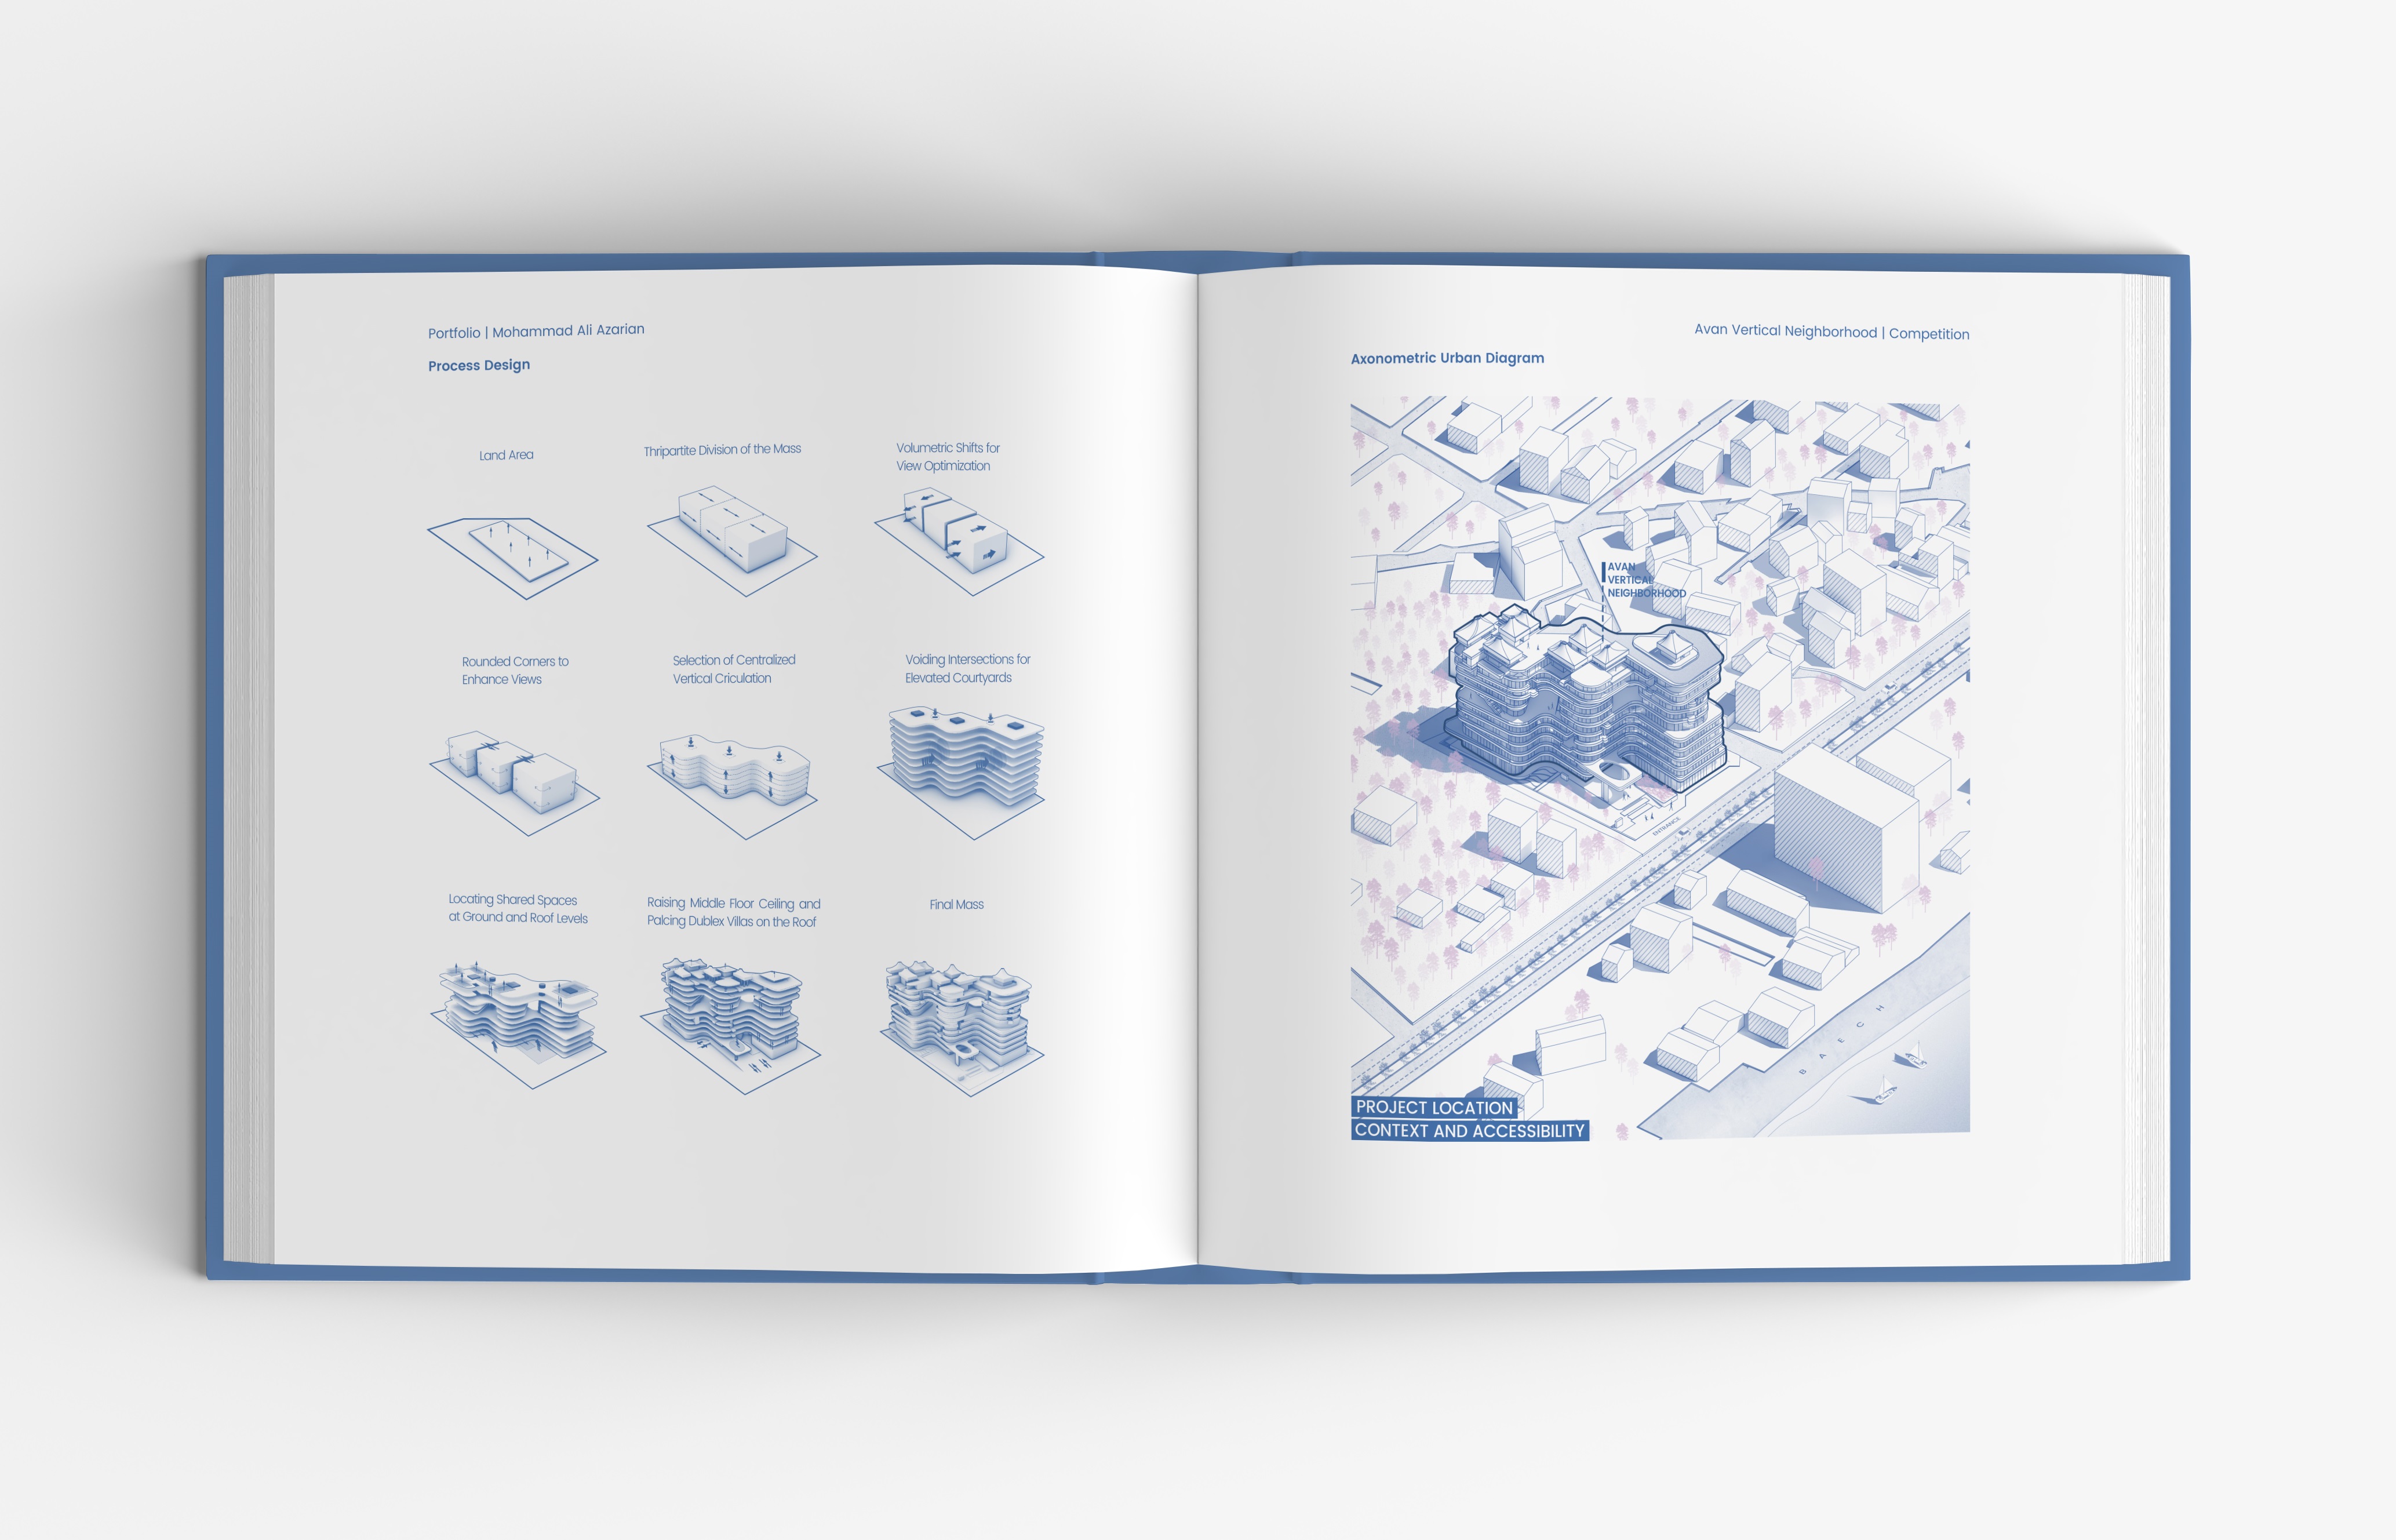 Portfolio | Mohammad Ali Azarian
Process Design
Land Area
Thripartite Division of the Mass
Volumetric Shifts for
View Optimization
Rounded Corners to
Enhance Views
Selection of Centralized
Vertical Criculation
Voiding Intersections for
Elevated Courtyards
Locating Shared Spaces
at Ground and Roof Levels
Raising Middle Floor Ceiling and
Palcing Dublex Villas on the Roof
Final Mass
Avan Vertical Neighborhood | Competition
Axonometric Urban Diagram
AVAN
VERTICAL
NEIGHBORHOOD
ENTRANCE
BAECH
PROJECT LOCATION
CONTEXT AND ACCESSIBILITY